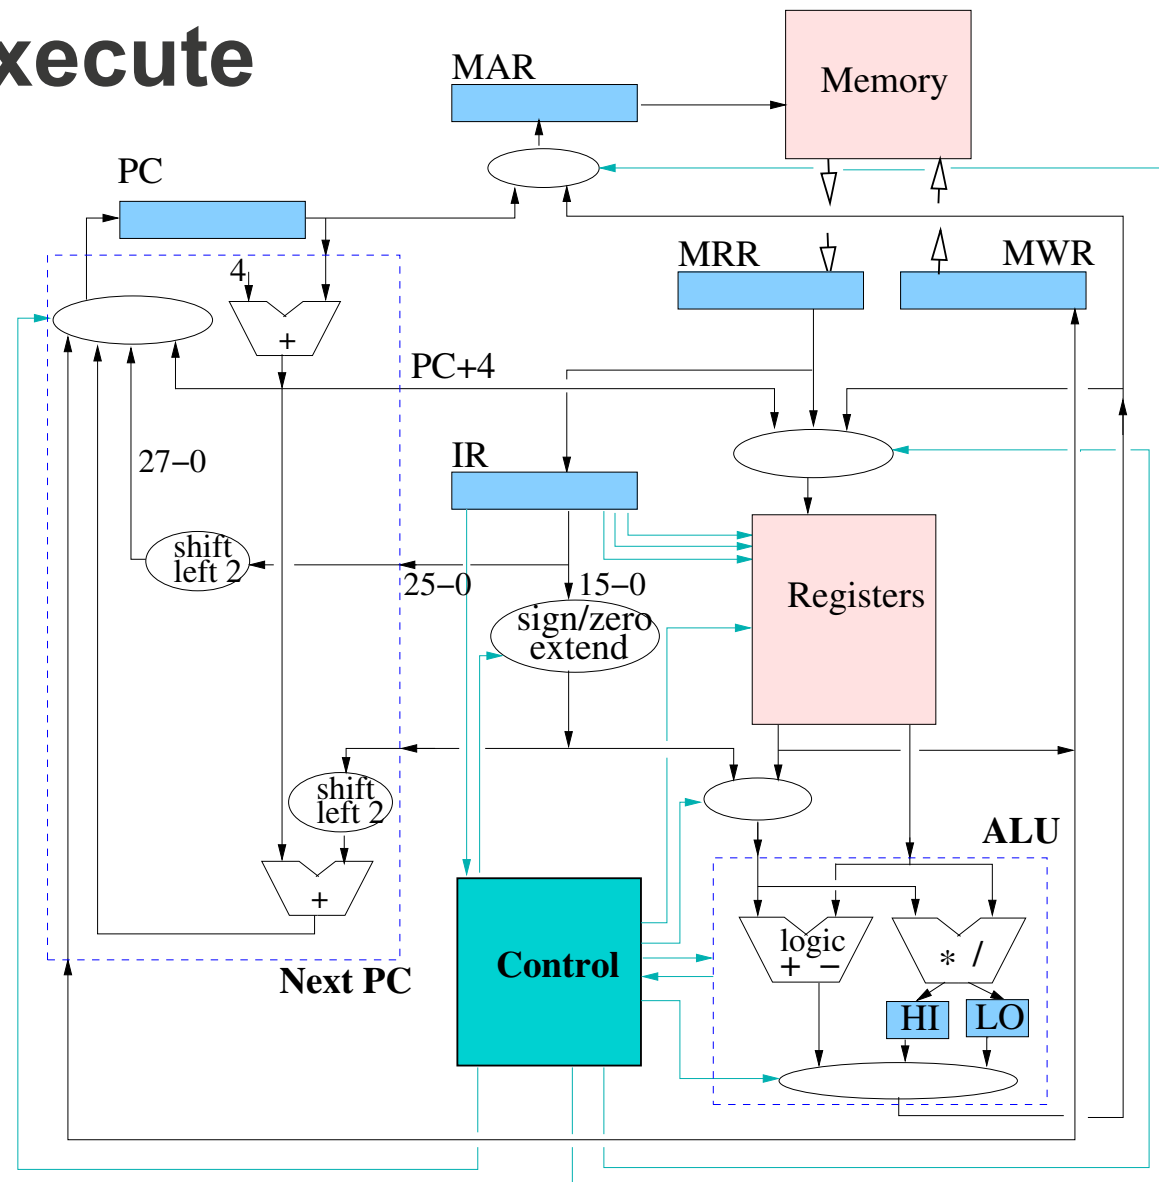 xecute
MAR
Memory
PC
MRR
MWR
4
+
PC+4
IR
27−0
shift
left 2
25−0
15−0
sign/zero
extend
Registers
shift
left 2
ALU
+
logic
+ −
* /
Control
Next PC
HI
LO